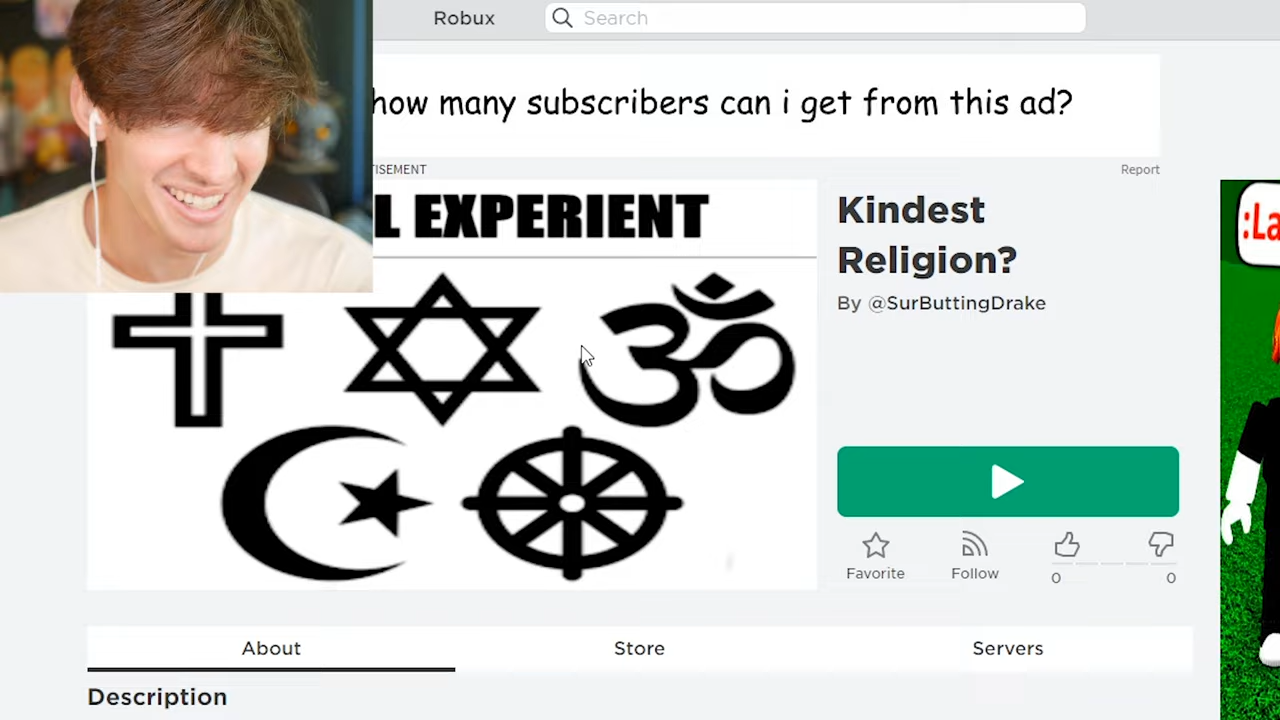 Robux
Search
how many subscribers can i get from this ad?
TISEMENT
Report
L EXPERIENT
Kindest
Religion?
By @SurButtingDrake
:La
Favorite
Follow
0
0
About
Store
Servers
Description